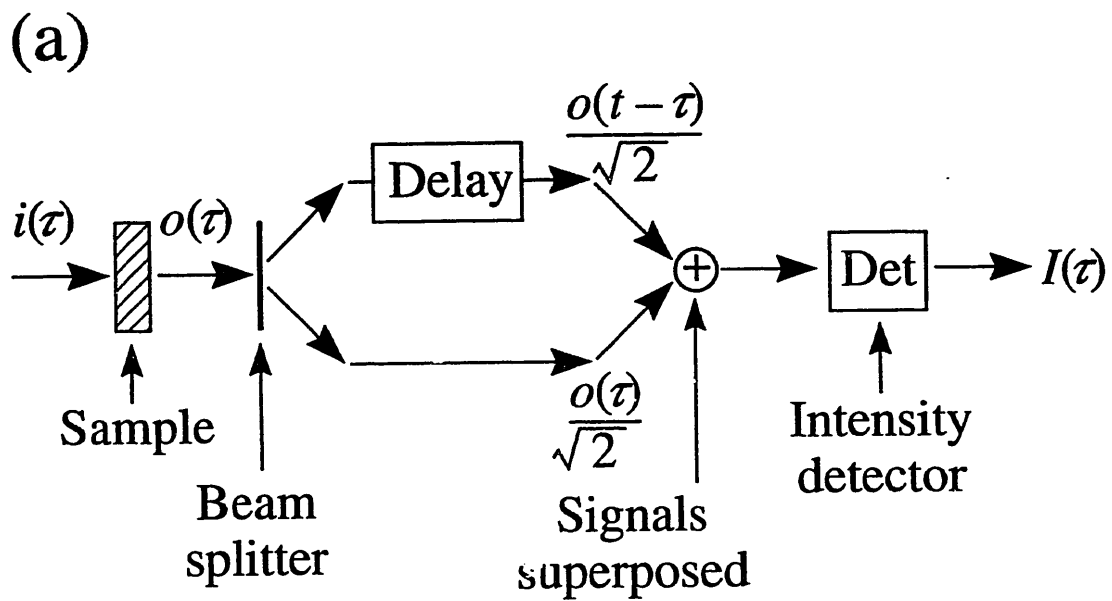 (a)
o(t − τ)
√2
Delay
i(τ)
o(τ)
+
Det
I(τ)
o(τ)
√2
Sample
Intensity
detector
Beam
splitter
Signals
superposed